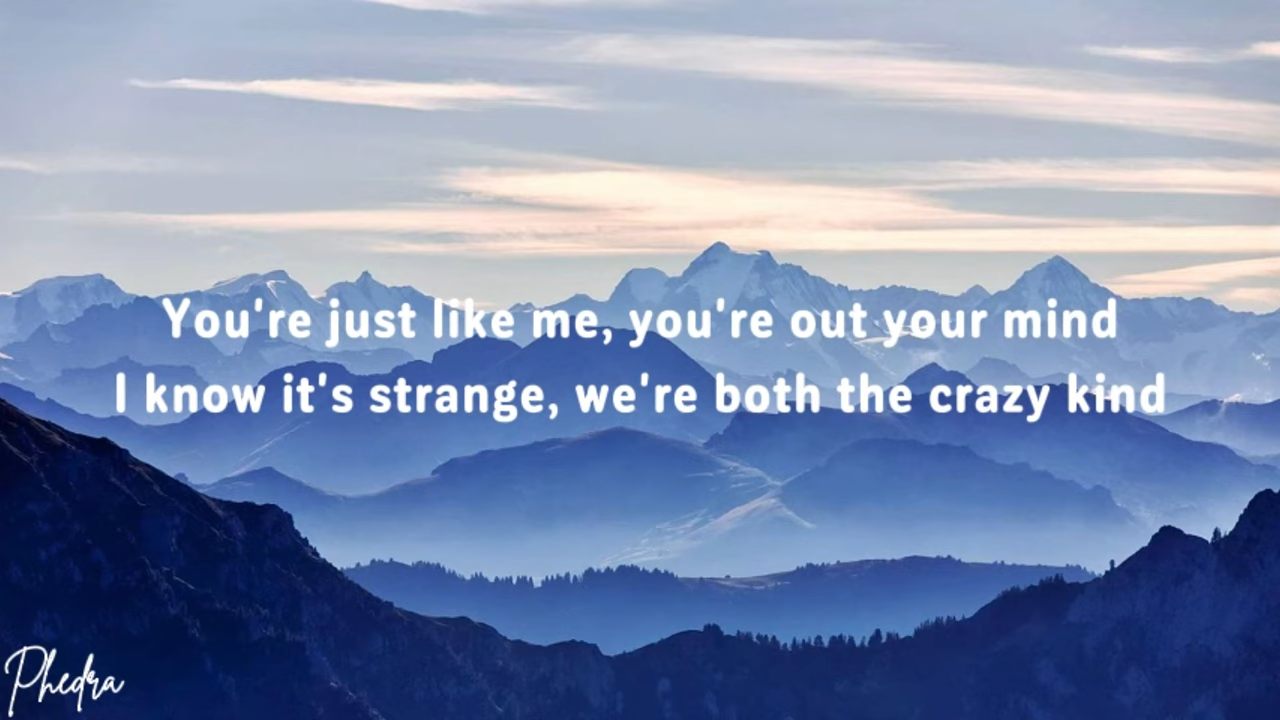 You're just like me, you're out your mind
I know it's strange, we're both the crazy kind
Phedra